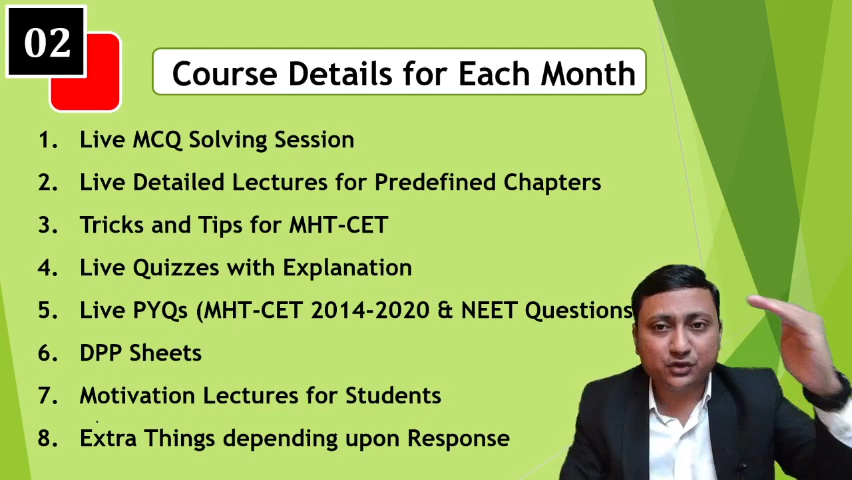 02
Course Details for Each Month
1. Live MCQ Solving Session
2. Live Detailed Lectures for Predefined Chapters
3. Tricks and Tips for MHT-CET
4. Live Quizzes with Explanation
5. Live PYQs (MHT-CET 2014-2020 & NEET Questions
6. DPP Sheets
7. Motivation Lectures for Students
8. Extra Things depending upon Response